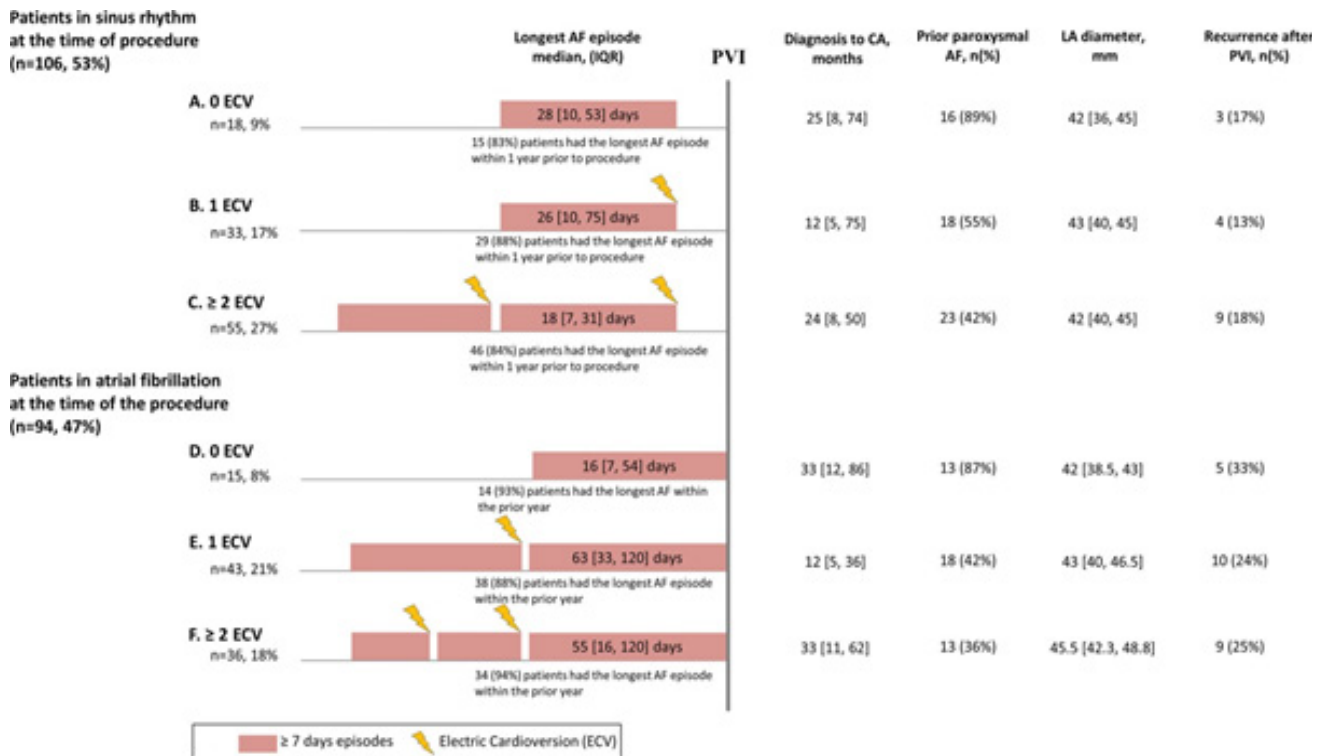 Patients in sinus rhythm
at the time of procedure
(n=106, 53%)
Longest AF episode
median, (IQR)
PVI
Diagnosis to CA,
months
Prior paroxysmal
AF, n(%)
LA diameter,
mm
Recurrence after
PVI, n(%)
A. 0 ECV
n=18, 9%
28 [10, 53] days
25 [8, 74]
16 (89%)
42 [36, 45]
3 (17%)
15 (83%) patients had the longest AF episode
within 1 year prior to procedure
B. 1 ECV
n=33, 17%
26 [10, 75] days
12 [5, 75]
18 (55%)
43 [40, 45]
4 (13%)
29 (88%) patients had the longest AF episode
within 1 year prior to procedure
C. ≥ 2 ECV
n=55, 27%
18 [7, 31] days
24 [8, 50]
23 (42%)
42 [40, 45]
9 (18%)
46 (84%) patients had the longest AF episode
within 1 year prior to procedure
Patients in atrial fibrillation
at the time of the procedure
(n=94, 47%)
D. 0 ECV
n=15, 8%
16 [7, 54] days
33 [12, 86]
13 (87%)
42 [38.5, 43]
5 (33%)
14 (93%) patients had the longest AF within
the prior year
E. 1 ECV
n=43, 21%
63 [33, 120] days
12 [5, 36]
18 (42%)
43 [40, 46.5]
10 (24%)
38 (88%) patients had the longest AF episode
within the prior year
F. ≥ 2 ECV
n=36, 18%
55 [16, 120] days
33 [11, 62]
13 (36%)
45.5 [42.3, 48.8]
9 (25%)
34 (94%) patients had the longest AF episode
within the prior year
≥ 7 days episodes
Electric Cardioversion (ECV)